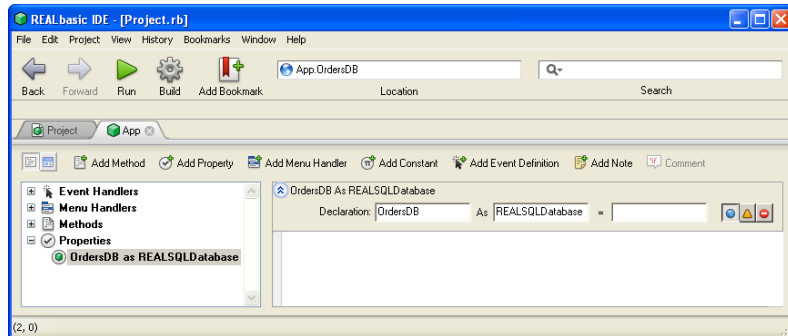 REALbasic IDE - [Project.rb]
File Edit Project View History Bookmarks Window Help
App.OrdersDB
Back Forward Run Build Add Bookmark Location Search
Project App
Add Method Add Property Add Menu Handler Add Constant Add Event Definition Add Note Comment
Event Handlers
Menu Handlers
Methods
Properties
OrdersDB as REALSQLDatabase
OrdersDB As REALSQLDatabase
Declaration: OrdersDB As REALSQLDatabase =
(2, 0)